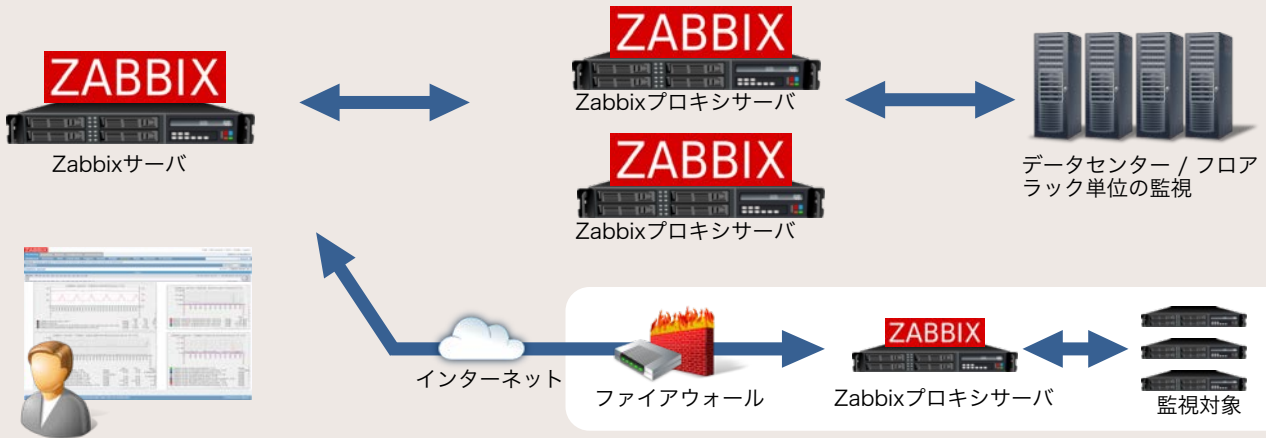 ZABBIX
Zabbixサーバ
ZABBIX
Zabbixプロキシサーバ
ZABBIX
Zabbixプロキシサーバ
データセンター / フロア
ラック単位の監視
ZABBIX
インターネット
ファイアウォール
ZABBIX
Zabbixプロキシサーバ
監視対象